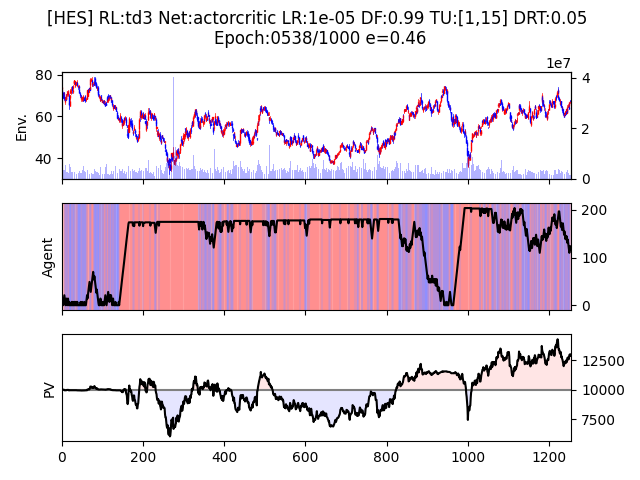 [HES] RL:td3 Net:actorcritic LR:1e-05 DF:0.99 TU:[1,15] DRT:0.05
Epoch:0538/1000 e=0.46
1e7
80
60
40
Env.
4
2
0
Agent
200
100
0
PV
12500
10000
7500
0 200 400 600 800 1000 1200